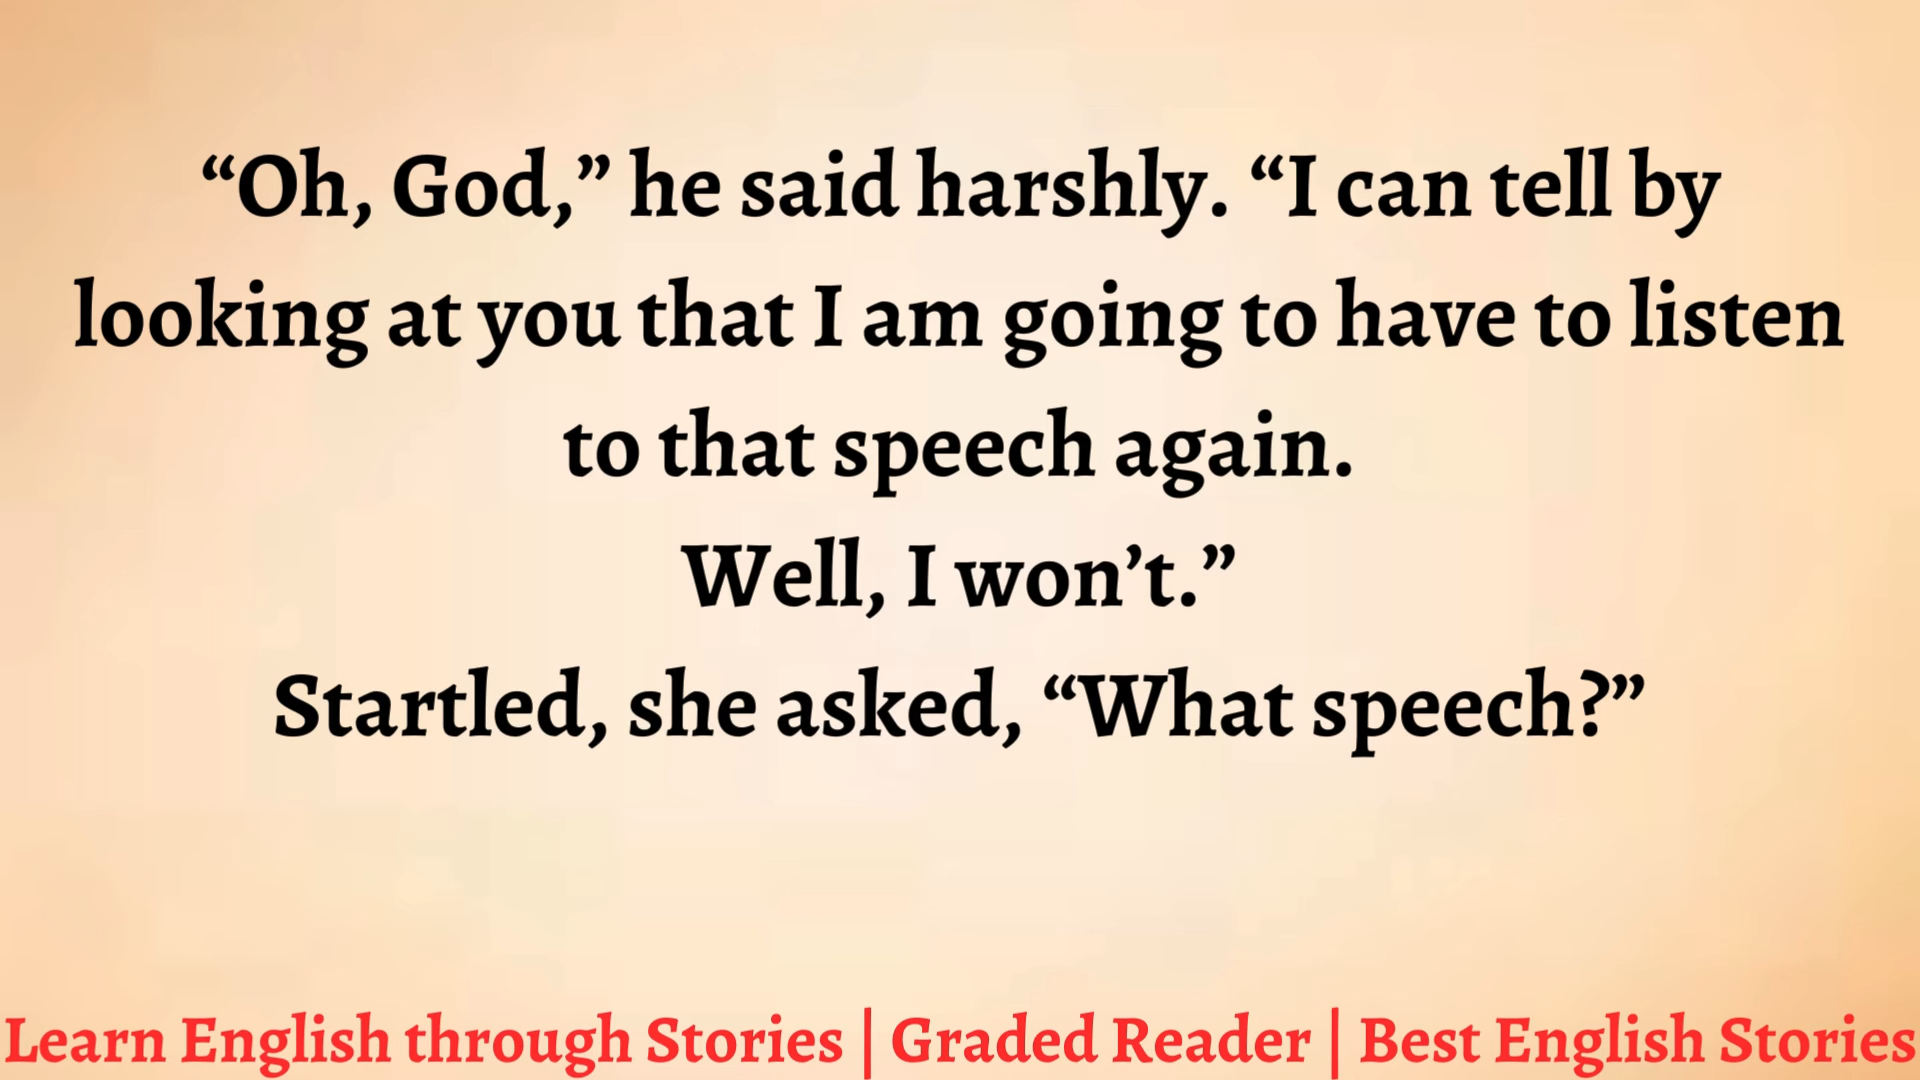 “Oh, God,” he said harshly. “I can tell by
looking at you that I am going to have to listen
to that speech again.
Well, I won’t.”
Startled, she asked, “What speech?”
Learn English through Stories | Graded Reader | Best English Stories